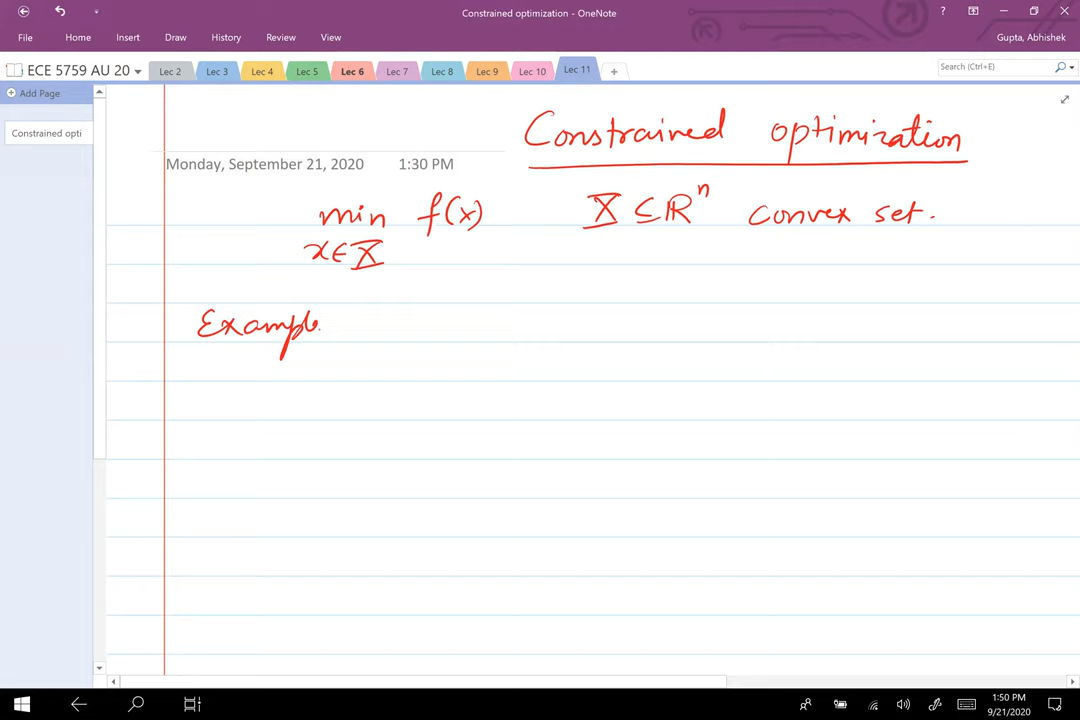 Constrained optimization - OneNote
?
File Home Insert Draw History Review View
Gupta, Abhishek
ECE 5759 AU 20
Lec 2 Lec 3 Lec 4 Lec 5 Lec 6 Lec 7 Lec 8 Lec 9 Lec 10 Lec 11 +
Search (Ctrl+E)
Add Page
Constrained opti
Constrained optimization
Monday, September 21, 2020 1:30 PM
min f(x) X ⊆ ℝⁿ convex set.
x∈X
Example
1:50 PM
9/21/2020